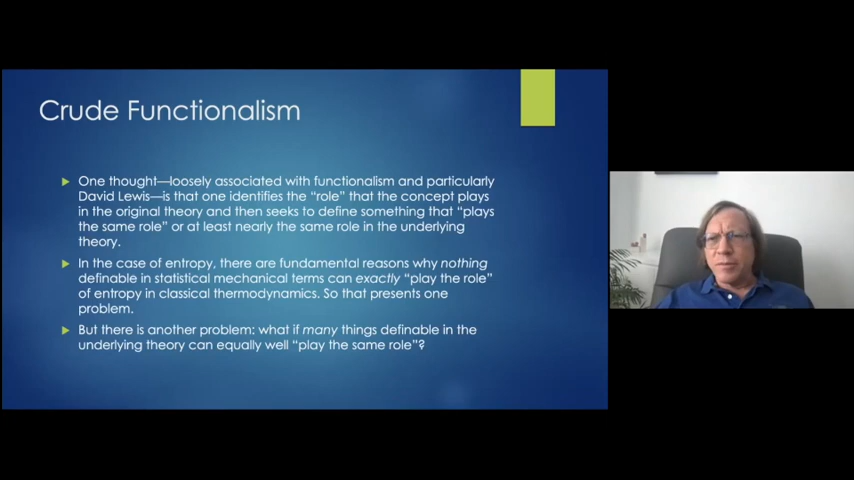 Crude Functionalism
One thought—loosely associated with functionalism and particularly
David Lewis—is that one identifies the “role” that the concept plays
in the original theory and then seeks to define something that “plays
the same role” or at least nearly the same role in the underlying
theory.
In the case of entropy, there are fundamental reasons why nothing
definable in statistical mechanical terms can exactly “play the role”
of entropy in classical thermodynamics. So that presents one
problem.
But there is another problem: what if many things definable in the
underlying theory can equally well “play the same role”?